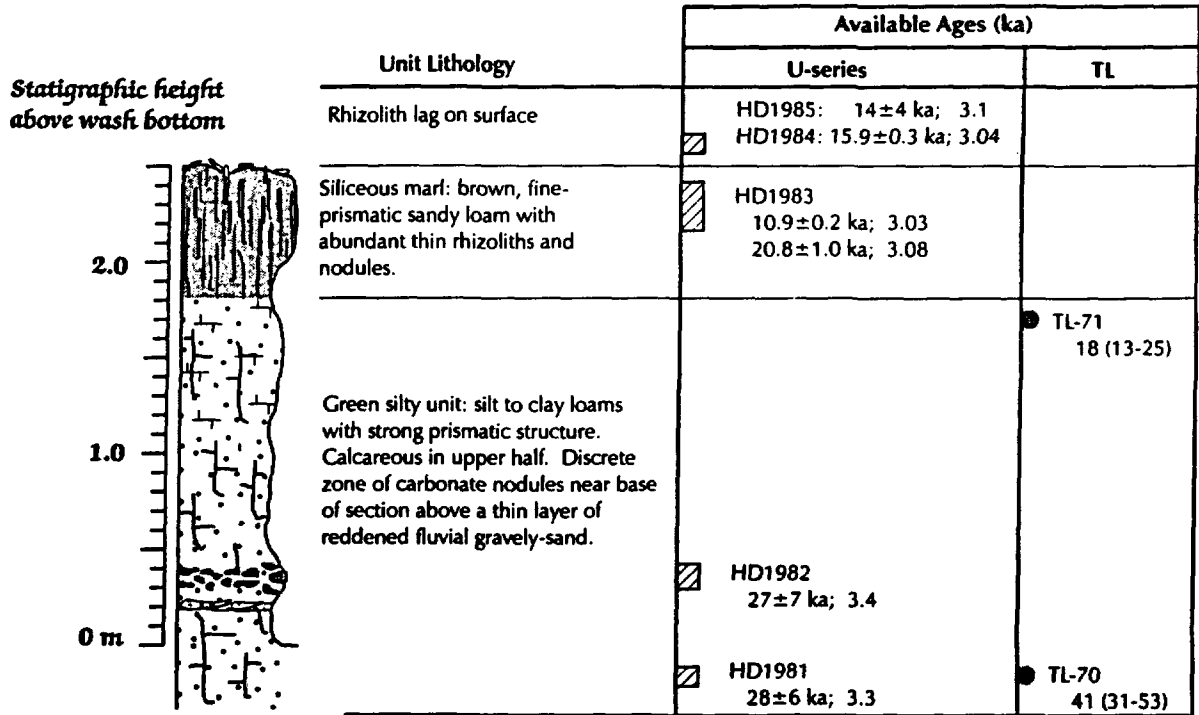 Available Ages (ka)
Unit Lithology
U-series
TL
Statigraphic height
above wash bottom
Rhizolith lag on surface
HD1985: 14±4 ka; 3.1
HD1984: 15.9±0.3 ka; 3.04
Siliceous marl: brown, fine-
prismatic sandy loam with
abundant thin rhizoliths and
nodules.
HD1983
10.9±0.2 ka; 3.03
20.8±1.0 ka; 3.08
2.0
TL-71
18 (13-25)
Green silty unit: silt to clay loams
with strong prismatic structure.
Calcareous in upper half. Discrete
zone of carbonate nodules near base
of section above a thin layer of
reddened fluvial gravely-sand.
1.0
HD1982
27±7 ka; 3.4
0 m
HD1981
28±6 ka; 3.3
TL-70
41 (31-53)